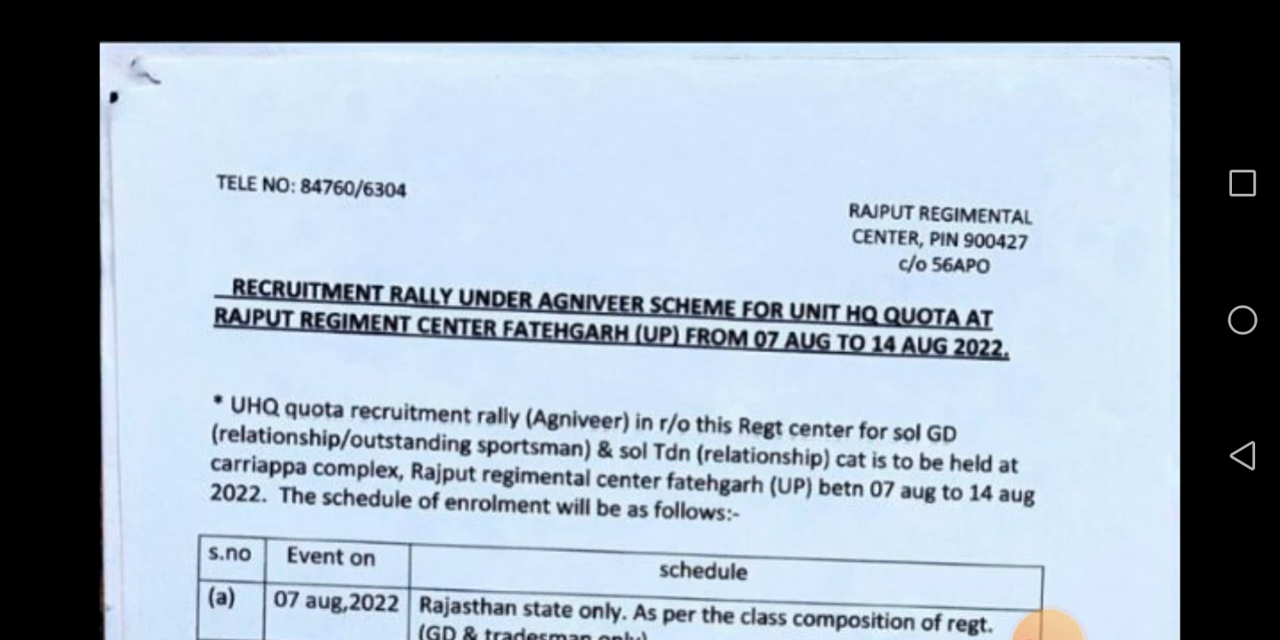 TELE NO: 84760/6304
RAJPUT REGIMENTAL
CENTER, PIN 900427
c/o 56APO
RECRUITMENT RALLY UNDER AGNIVEER SCHEME FOR UNIT HQ QUOTA AT
RAJPUT REGIMENT CENTER FATEHGARH (UP) FROM 07 AUG TO 14 AUG 2022.
* UHQ quota recruitment rally (Agniveer) in r/o this Regt center for sol GD
(relationship/outstanding sportsman) & sol Tdn (relationship) cat is to be held at
carriappa complex, Rajput regimental center fatehgarh (UP) betn 07 aug to 14 aug
2022. The schedule of enrolment will be as follows:-
s.no Event on schedule
(a) 07 aug,2022 Rajasthan state only. As per the class composition of regt.
(GD & tradesman only)